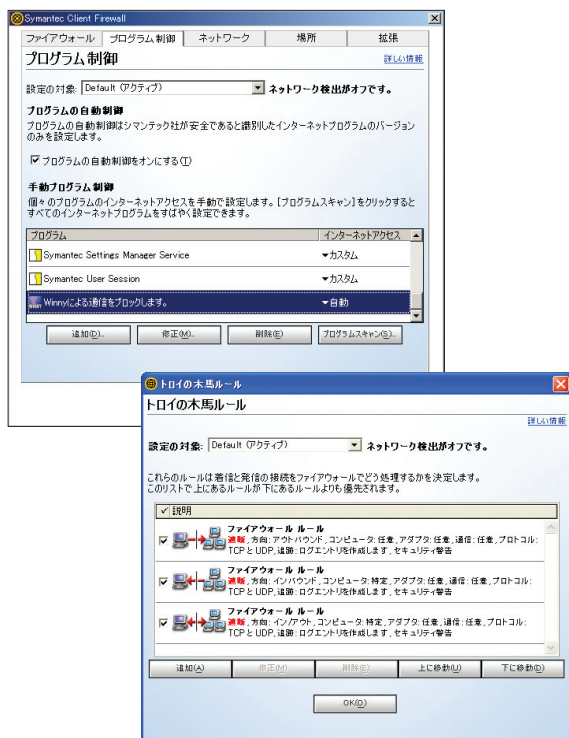 Symantec Client Firewall
ファイアウォール
プログラム制御
ネットワーク
場所
拡張
プログラム制御
詳しい情報
設定の対象: Default (アクティブ)
ネットワーク検出がオフです。
プログラムの自動制御
プログラムの自動制御はシマンテック社が安全であると識別したインターネットプログラムのバージョン
のみを設定します。
プログラムの自動制御をオンにする(T)
手動プログラム制御
個々のプログラムのインターネットアクセスを手動で設定します。[プログラムスキャン]をクリックすると
すべてのインターネットプログラムをすばやく設定できます。
プログラム
インターネットアクセス
Symantec Settings Manager Service
カスタム
Symantec User Session
カスタム
Winnyによる通信をブロックします。
自動
追加(D)...
修正(M)...
削除(E)
プログラムスキャン(S)...
トロイの木馬ルール
トロイの木馬ルール
詳しい情報
設定の対象: Default (アクティブ)
ネットワーク検出がオフです。
これらのルールは着信と発信の接続をファイアウォールでどう処理するかを決定します。
このリストで上にあるルールが下にあるルールよりも優先されます。
説明
ファイアウォール ルール
遮断, 方向: アウトバウンド, コンピュータ: 任意, アダプタ: 任意, 通信: 任意, プロトコル:
TCP と UDP, 追跡: ログエントリを作成します, セキュリティ警告
ファイアウォール ルール
遮断, 方向: インバウンド, コンピュータ: 特定, アダプタ: 任意, 通信: 任意, プロトコル:
TCP と UDP, 追跡: ログエントリを作成します, セキュリティ警告
ファイアウォール ルール
遮断, 方向: イン/アウト, コンピュータ: 特定, アダプタ: 任意, 通信: 任意, プロトコル:
TCP と UDP, 追跡: ログエントリを作成します, セキュリティ警告
追加(A)
修正(M)
削除(E)
上に移動(U)
下に移動(D)
OK(O)